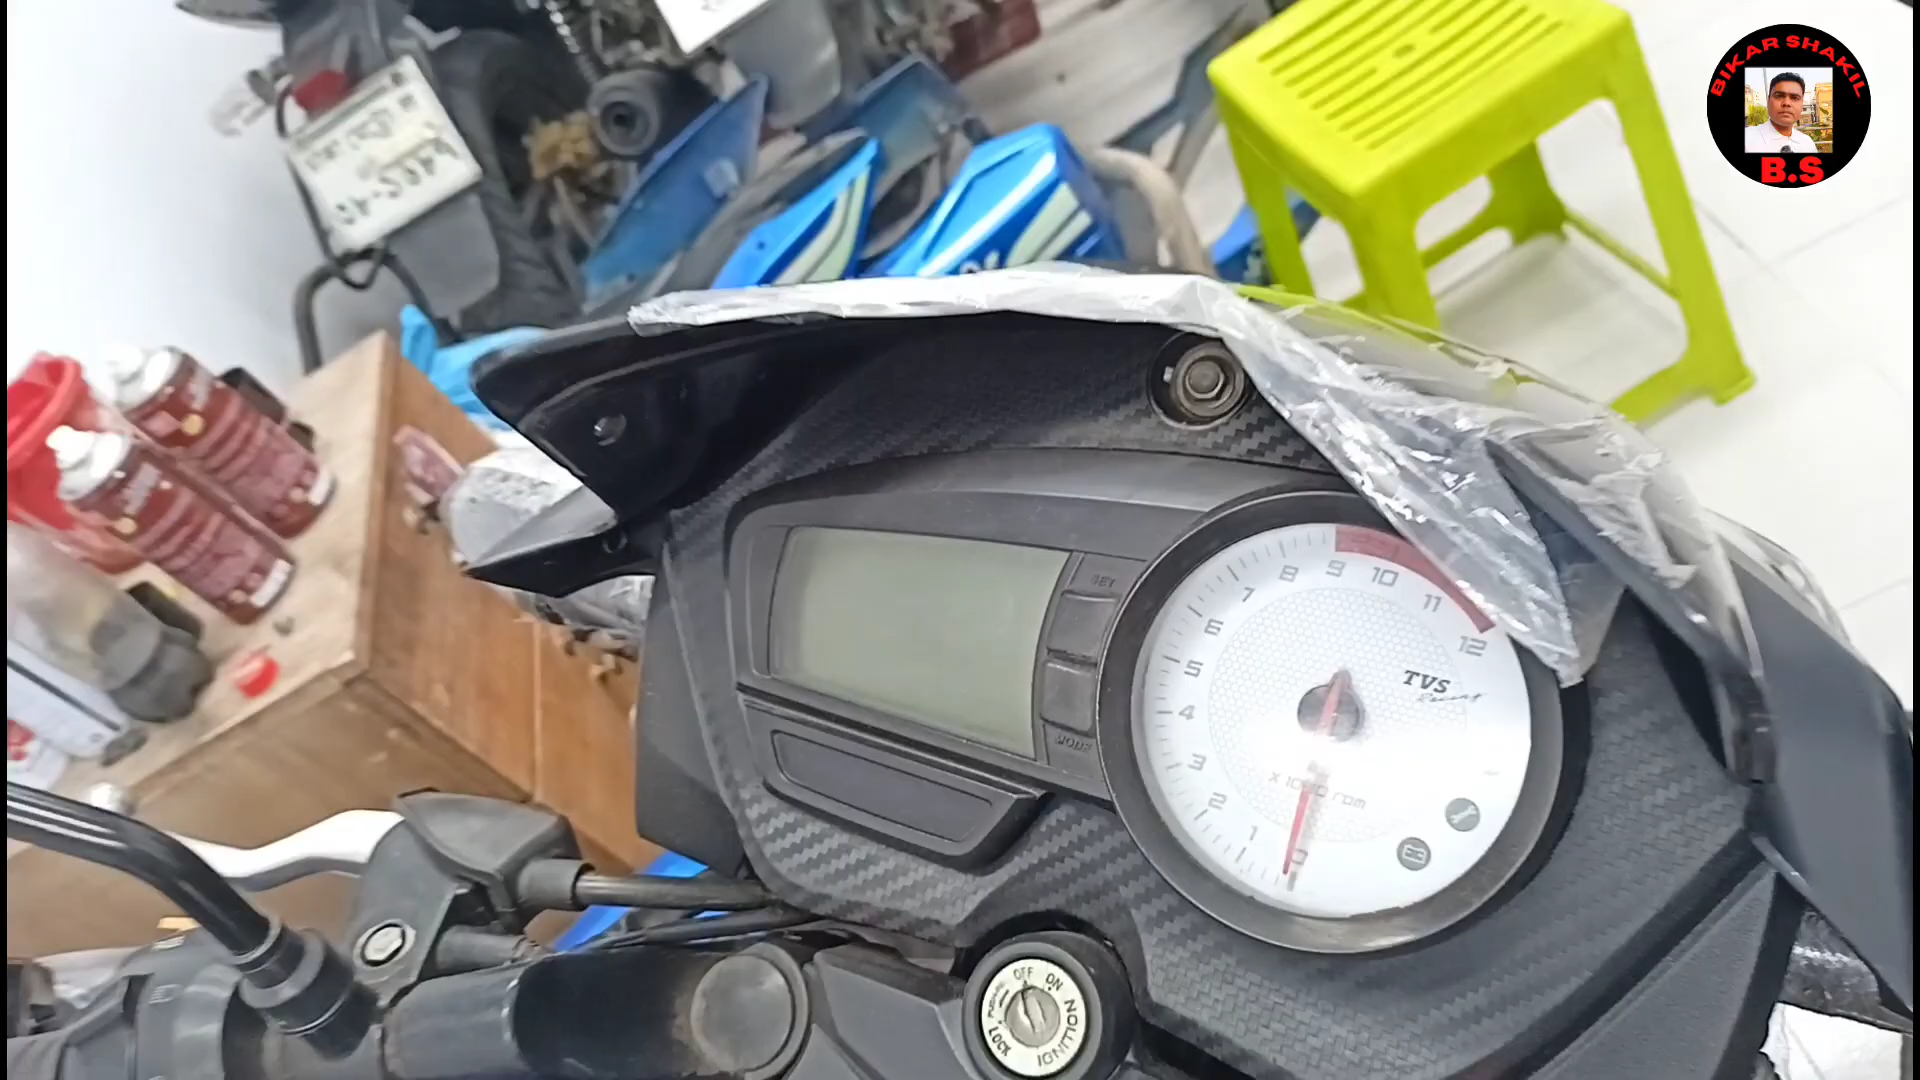 BIKAR SHAKIL
B.S
SET
MODE
0
1
2
3
4
5
6
7
8
9
10
11
12
TVS
Racing
x 1000 rpm
OFF
ON
IGNITION
LOCK